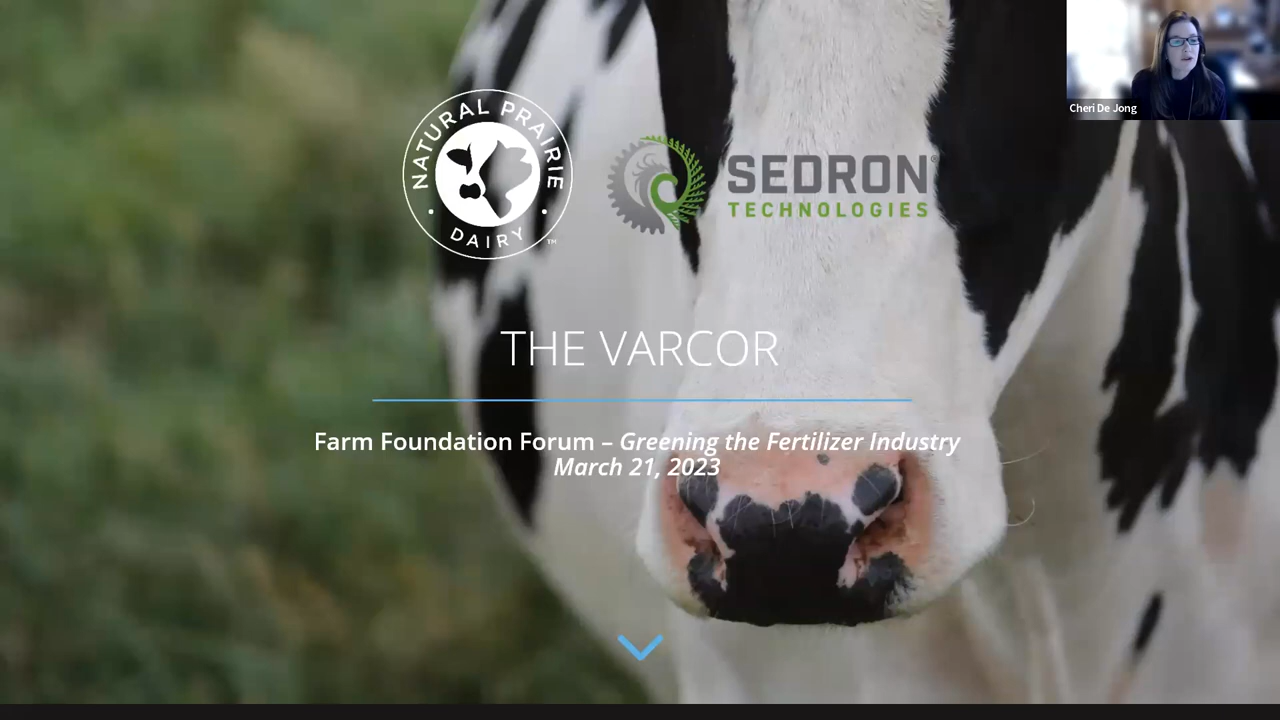 NATURAL PRAIRIE
DAIRY
TM
SEDRON®
TECHNOLOGIES
Cheri De Jong
THE VARCOR
Farm Foundation Forum – Greening the Fertilizer Industry
March 21, 2023